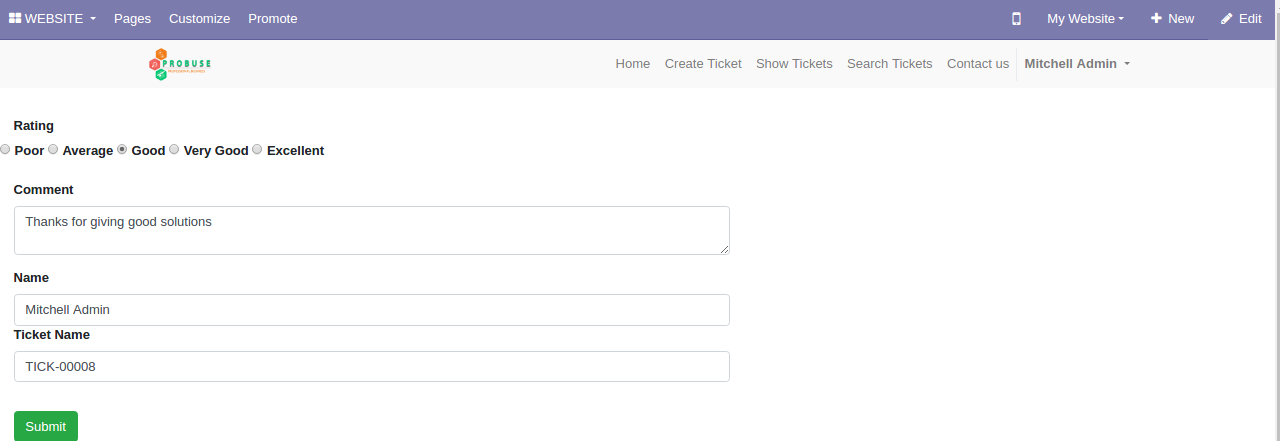 WEBSITE Pages Customize Promote My Website New Edit
PROBUSE
Home Create Ticket Show Tickets Search Tickets Contact us Mitchell Admin
Rating
Poor Average Good Very Good Excellent
Comment
Thanks for giving good solutions
Name
Mitchell Admin
Ticket Name
TICK-00008
Submit